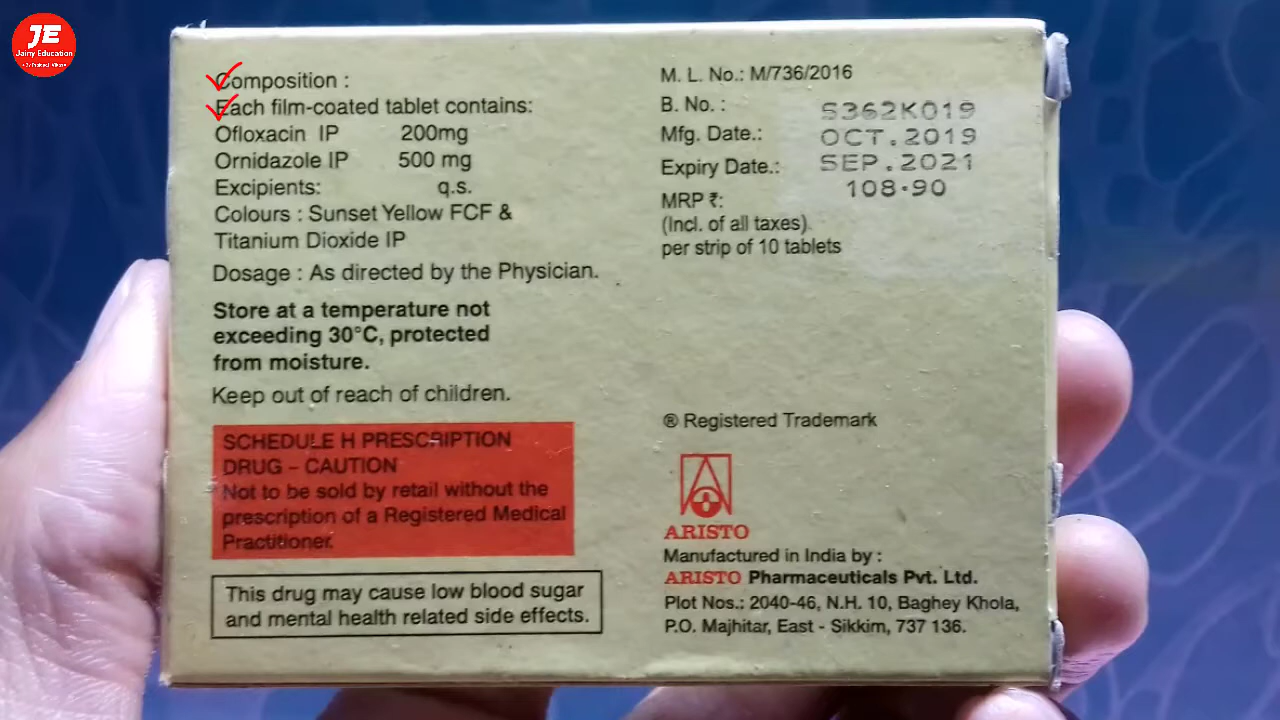 JE
Jainy Education
Composition :
Each film-coated tablet contains:
Ofloxacin IP 200mg
Ornidazole IP 500 mg
Excipients: q.s.
Colours : Sunset Yellow FCF &
Titanium Dioxide IP
Dosage : As directed by the Physician.
Store at a temperature not
exceeding 30°C, protected
from moisture.
Keep out of reach of children.
SCHEDULE H PRESCRIPTION
DRUG – CAUTION
Not to be sold by retail without the
prescription of a Registered Medical
Practitioner.
This drug may cause low blood sugar
and mental health related side effects.
M. L. No.: M/736/2016
B. No. : S362K019
Mfg. Date.: OCT.2019
Expiry Date.: SEP.2021
MRP ₹: 108.90
(Incl. of all taxes)
per strip of 10 tablets
® Registered Trademark
ARISTO
Manufactured in India by :
ARISTO Pharmaceuticals Pvt. Ltd.
Plot Nos.: 2040-46, N.H. 10, Baghey Khola,
P.O. Majhitar, East - Sikkim, 737 136.